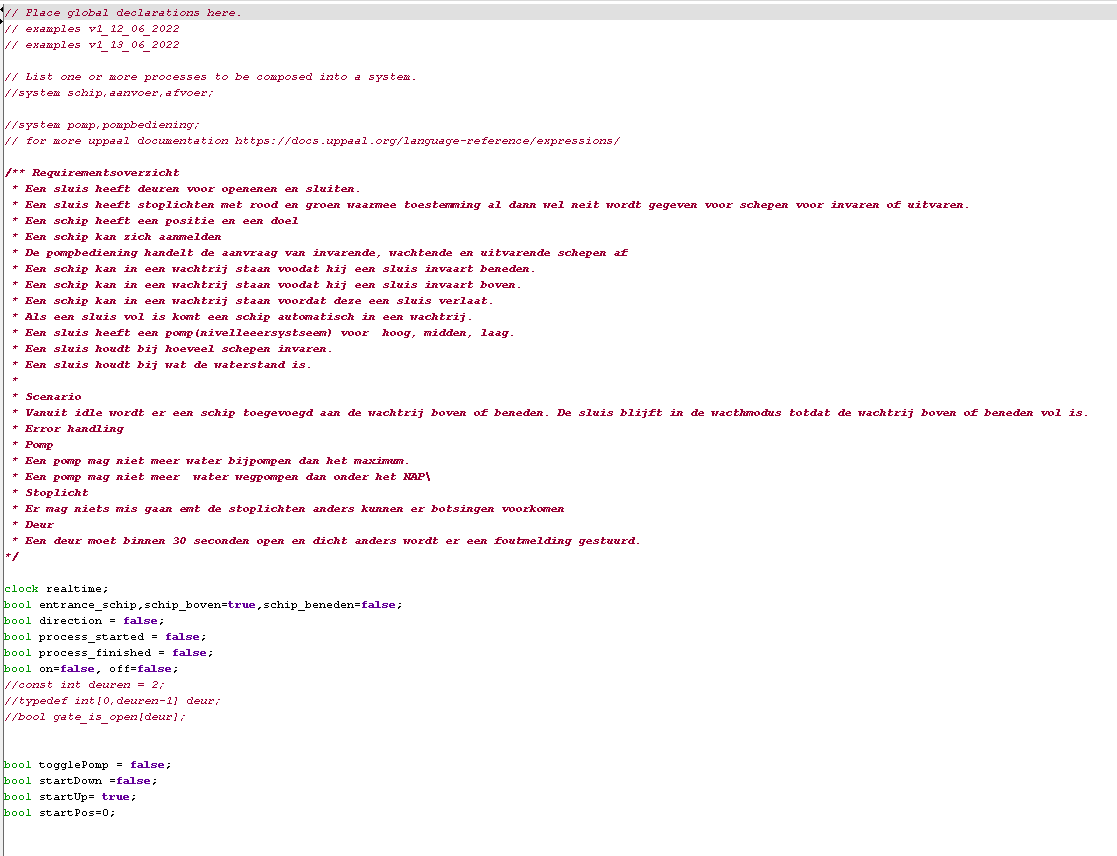 // Place global declarations here.
// examples v1_12_06_2022
// examples v1_13_06_2022
// List one or more processes to be composed into a system.
//system schip,aanvoer,afvoer;
//system pomp,pompbediening;
// for more uppaal documentation https://docs.uppaal.org/language-reference/expressions/
/** Requirementsoverzicht
* Een sluis heeft deuren voor openenen en sluiten.
* Een sluis heeft stoplichten met rood en groen waarmee toestemming al dann wel neit wordt gegeven voor schepen voor invaren of uitvaren.
* Een schip heeft een positie en een doel
* Een schip kan zich aanmelden
* De pompbediening handelt de aanvraag van invarende, wachtende en uitvarende schepen af
* Een schip kan in een wachtrij staan voodat hij een sluis invaart beneden.
* Een schip kan in een wachtrij staan voodat hij een sluis invaart boven.
* Een schip kan in een wachtrij staan voordat deze een sluis verlaat.
* Als een sluis vol is komt een schip automatisch in een wachtrij.
* Een sluis heeft een pomp(nivelleeersystseem) voor  hoog, midden, laag.
* Een sluis houdt bij hoeveel schepen invaren.
* Een sluis houdt bij wat de waterstand is.
*
* Scenario
* Vanuit idle wordt er een schip toegevoegd aan de wachtrij boven of beneden. De sluis blijft in de wacthmodus totdat de wachtrij boven of beneden vol is.
* Error handling
* Pomp
* Een pomp mag niet meer water bijpompen dan het maximum.
* Een pomp mag niet meer  water wegpompen dan onder het NAP\
* Stoplicht
* Er mag niets mis gaan emt de stoplichten anders kunnen er botsingen voorkomen
* Deur
* Een deur moet binnen 30 seconden open en dicht anders wordt er een foutmelding gestuurd.
*/
clock realtime;
bool entrance_schip,schip_boven=true,schip_beneden=false;
bool direction = false;
bool process_started = false;
bool process_finished = false;
bool on=false, off=false;
//const int deuren = 2;
//typedef int[0,deuren-1] deur;
//bool gate_is_open[deur];
bool togglePomp = false;
bool startDown =false;
bool startUp= true;
bool startPos=0;